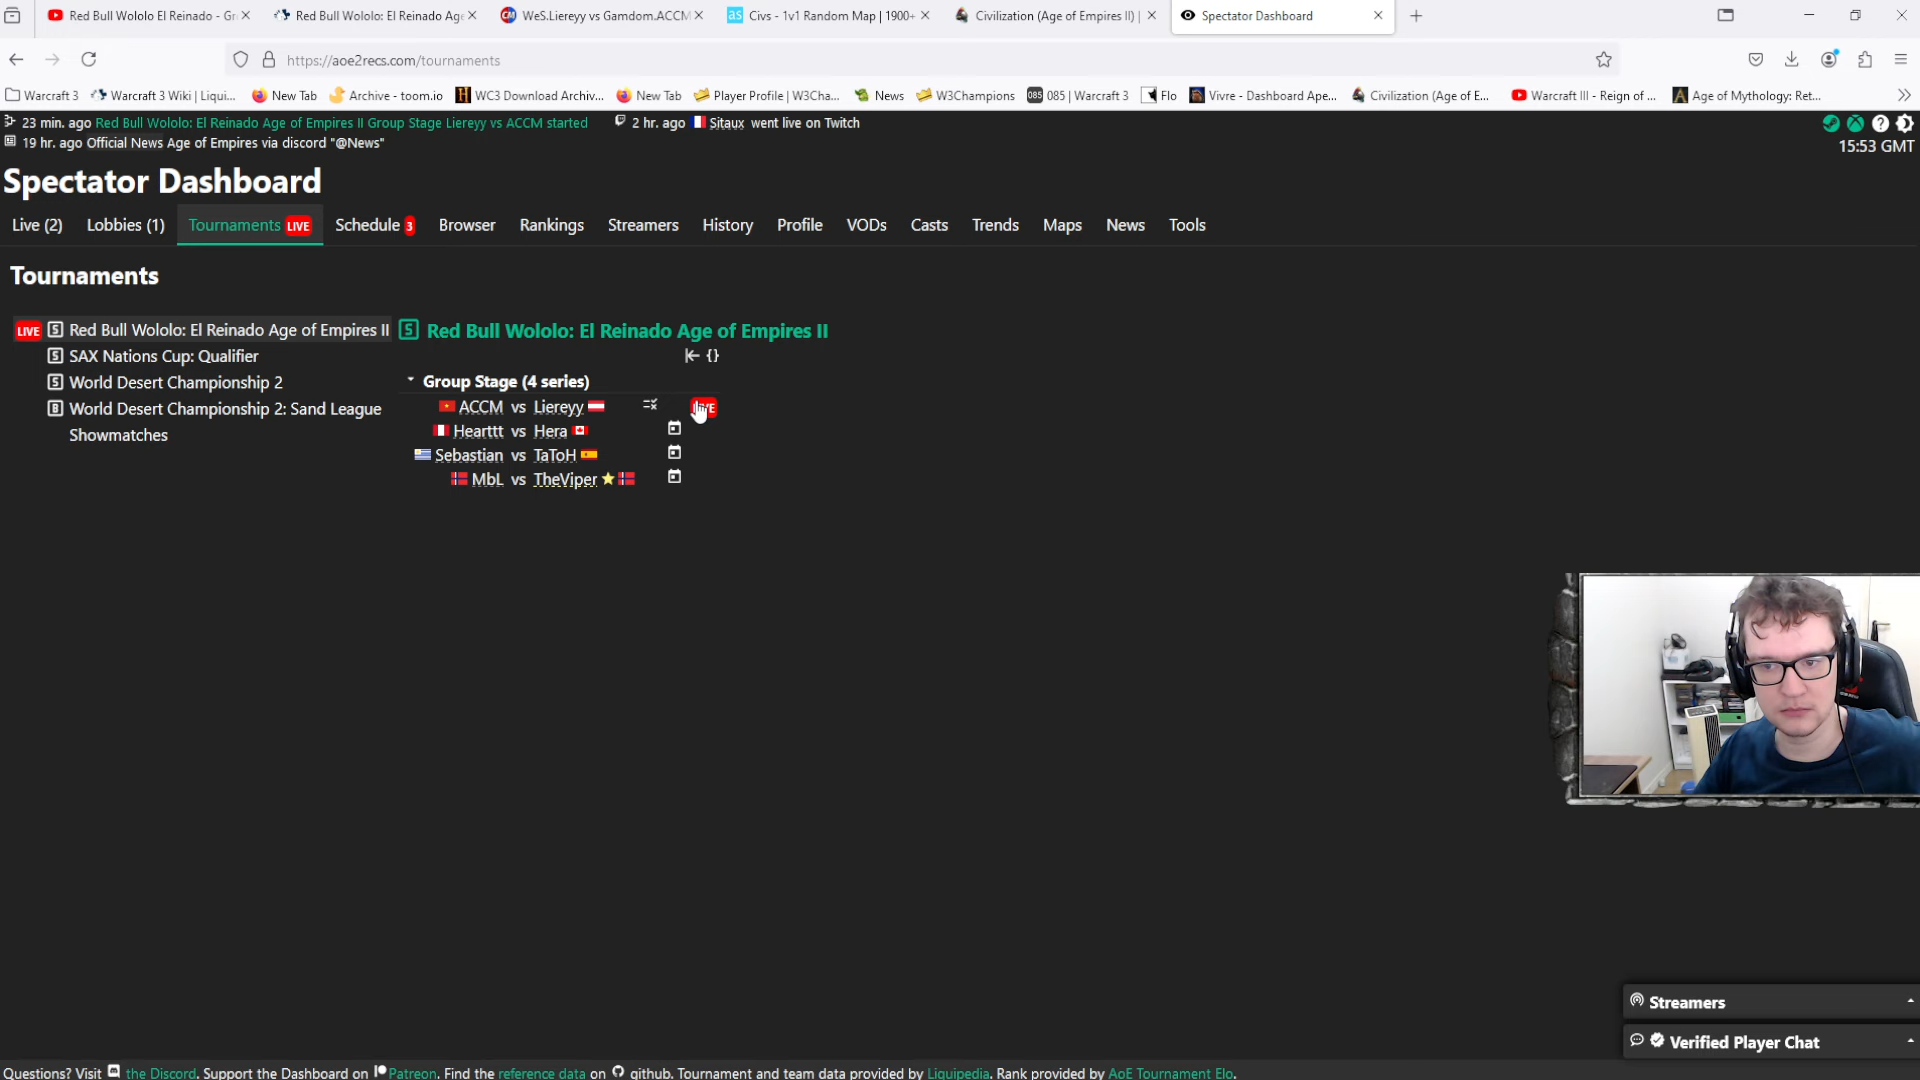 Red Bull Wololo El Reinado - Gr
Red Bull Wololo: El Reinado Age
WeS.Liereyy vs Gamdom.ACCM
Civs - 1v1 Random Map | 1900+
Civilization (Age of Empires II) |
Spectator Dashboard
https://aoe2recs.com/tournaments
Warcraft 3
Warcraft 3 Wiki | Liqui...
New Tab
Archive - toom.io
WC3 Download Archiv...
New Tab
Player Profile | W3Cha...
News
W3Champions
085 | Warcraft 3
Flo
Vivre - Dashboard Ape...
Civilization (Age of E...
Warcraft III - Reign of ...
Age of Mythology: Ret...
23 min. ago Red Bull Wololo: El Reinado Age of Empires II Group Stage Liereyy vs ACCM started
2 hr. ago Sitaux went live on Twitch
19 hr. ago Official News Age of Empires via discord "@News"
15:53 GMT
Spectator Dashboard
Live (2) Lobbies (1) Tournaments LIVE Schedule 3 Browser Rankings Streamers History Profile VODs Casts Trends Maps News Tools
Tournaments
LIVE S Red Bull Wololo: El Reinado Age of Empires II
S SAX Nations Cup: Qualifier
S World Desert Championship 2
B World Desert Championship 2: Sand League
Showmatches
S Red Bull Wololo: El Reinado Age of Empires II
{}
Group Stage (4 series)
ACCM vs Liereyy
Hearttt vs Hera
Sebastian vs TaToH
MbL vs TheViper
Streamers
Verified Player Chat
Questions? Visit the Discord. Support the Dashboard on Patreon. Find the reference data on github. Tournament and team data provided by Liquipedia. Rank provided by AoE Tournament Elo.